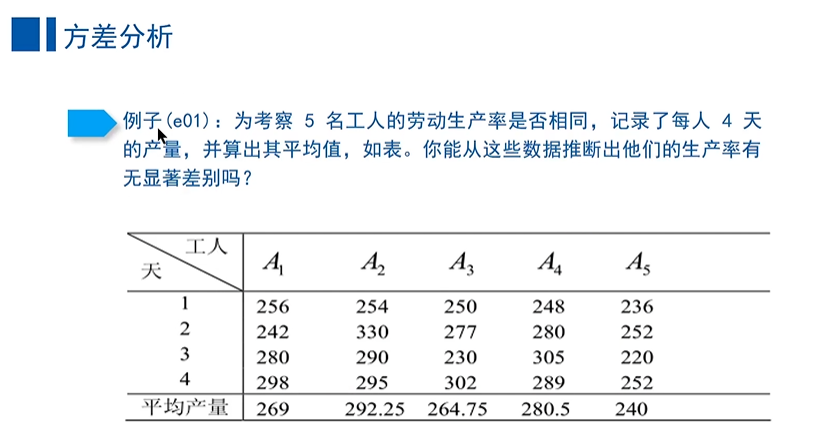 方差分析
例子(e01)：为考察 5 名工人的劳动生产率是否相同，记录了每人 4 天
的产量，并算出其平均值，如表。你能从这些数据推断出他们的生产率有
无显著差别吗？
工人
天 A1 A2 A3 A4 A5
1 256 254 250 248 236
2 242 330 277 280 252
3 280 290 230 305 220
4 298 295 302 289 252
平均产量 269 292.25 264.75 280.5 240